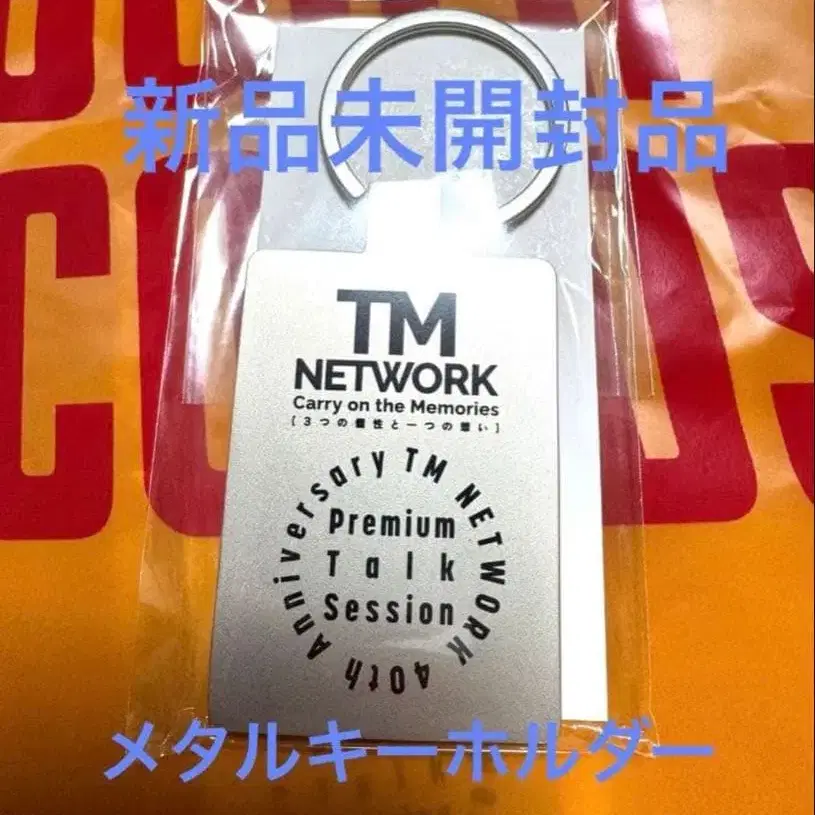 新品未開封品
TM
NETWORK
Carry on the Memories
[3つの個性と一つの想い]
40th Anniversary TM NETWORK
Premium
Talk
Session
メタルキーホルダー